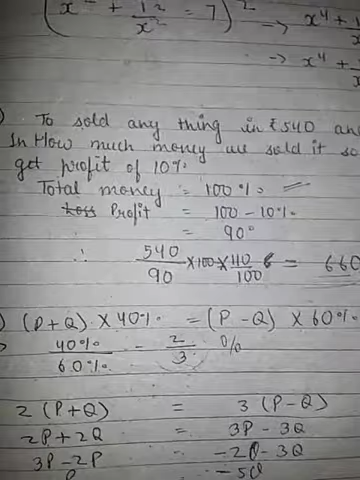 (x² + 1²/x² = 7)² → x⁴ + 1/x
→ x⁴ + 1/x
) To sold any thing in ₹540 and
In How much money we sold it so
get profit of 10%.
Total money = 100%
Profit = 100 - 10%
= 90°
∴ 540/90 × 100 × 110/100 = 660
) (P+Q) × 40% = (P-Q) × 60%
40%/60% = 2/3 %
2 (P+Q) = 3 (P-Q)
2P+2Q = 3P-3Q
3P-2P = -2Q-3Q
-5Q